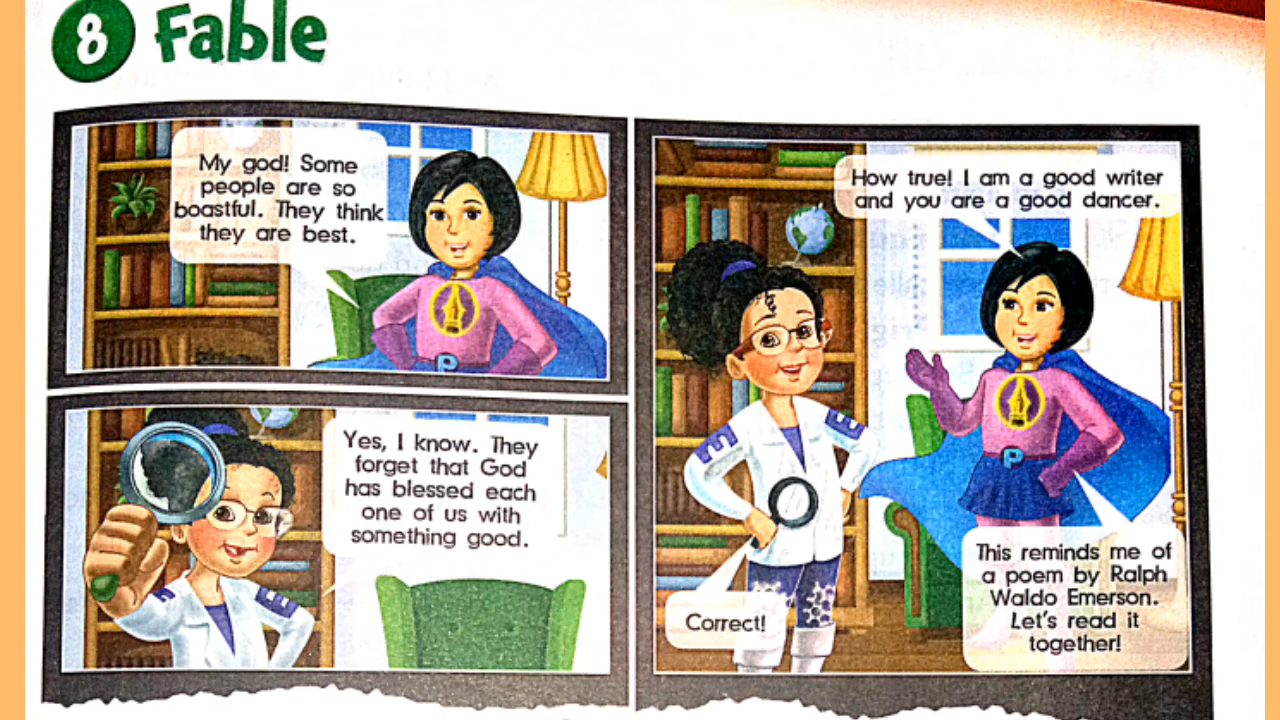 8 Fable
My god! Some
people are so
boastful. They think
they are best.
Yes, I know. They
forget that God
has blessed each
one of us with
something good.
How true! I am a good writer
and you are a good dancer.
Correct!
This reminds me of
a poem by Ralph
Waldo Emerson.
Let's read it
together!
E
E
P
E
E
P